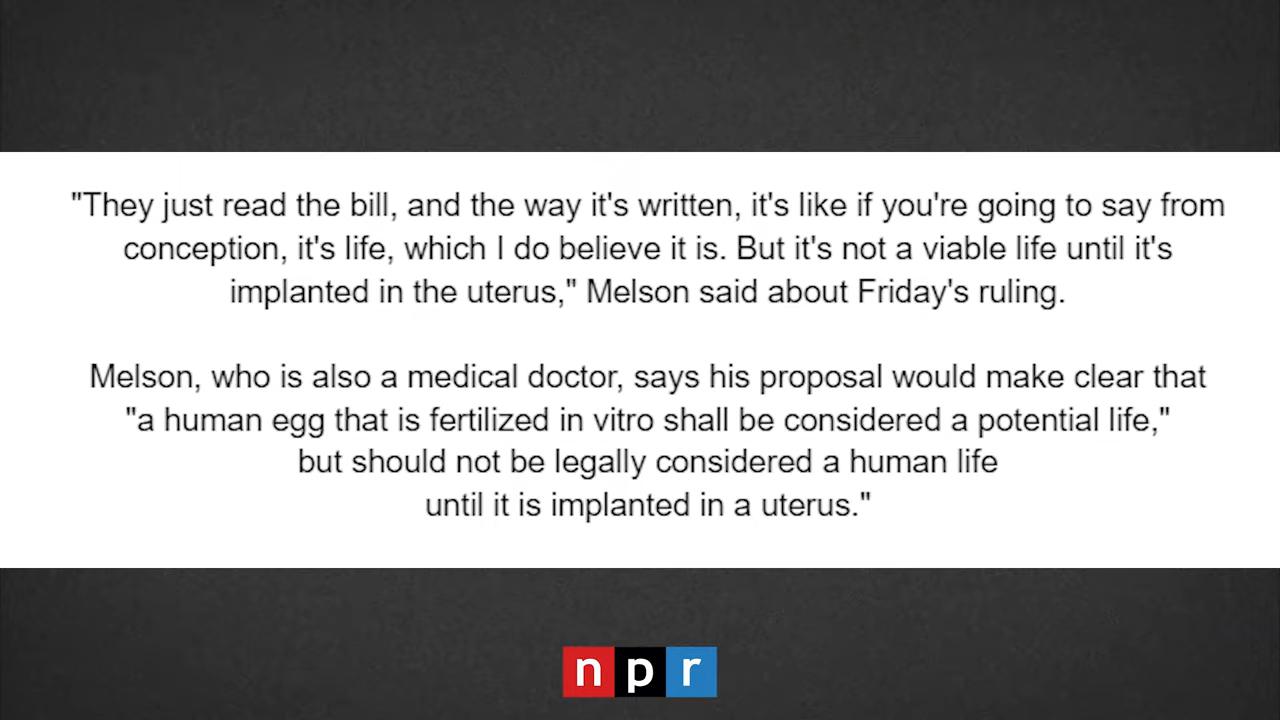 "They just read the bill, and the way it's written, it's like if you're going to say from
conception, it's life, which I do believe it is. But it's not a viable life until it's
implanted in the uterus," Melson said about Friday's ruling.
Melson, who is also a medical doctor, says his proposal would make clear that
"a human egg that is fertilized in vitro shall be considered a potential life,"
but should not be legally considered a human life
until it is implanted in a uterus."
npr